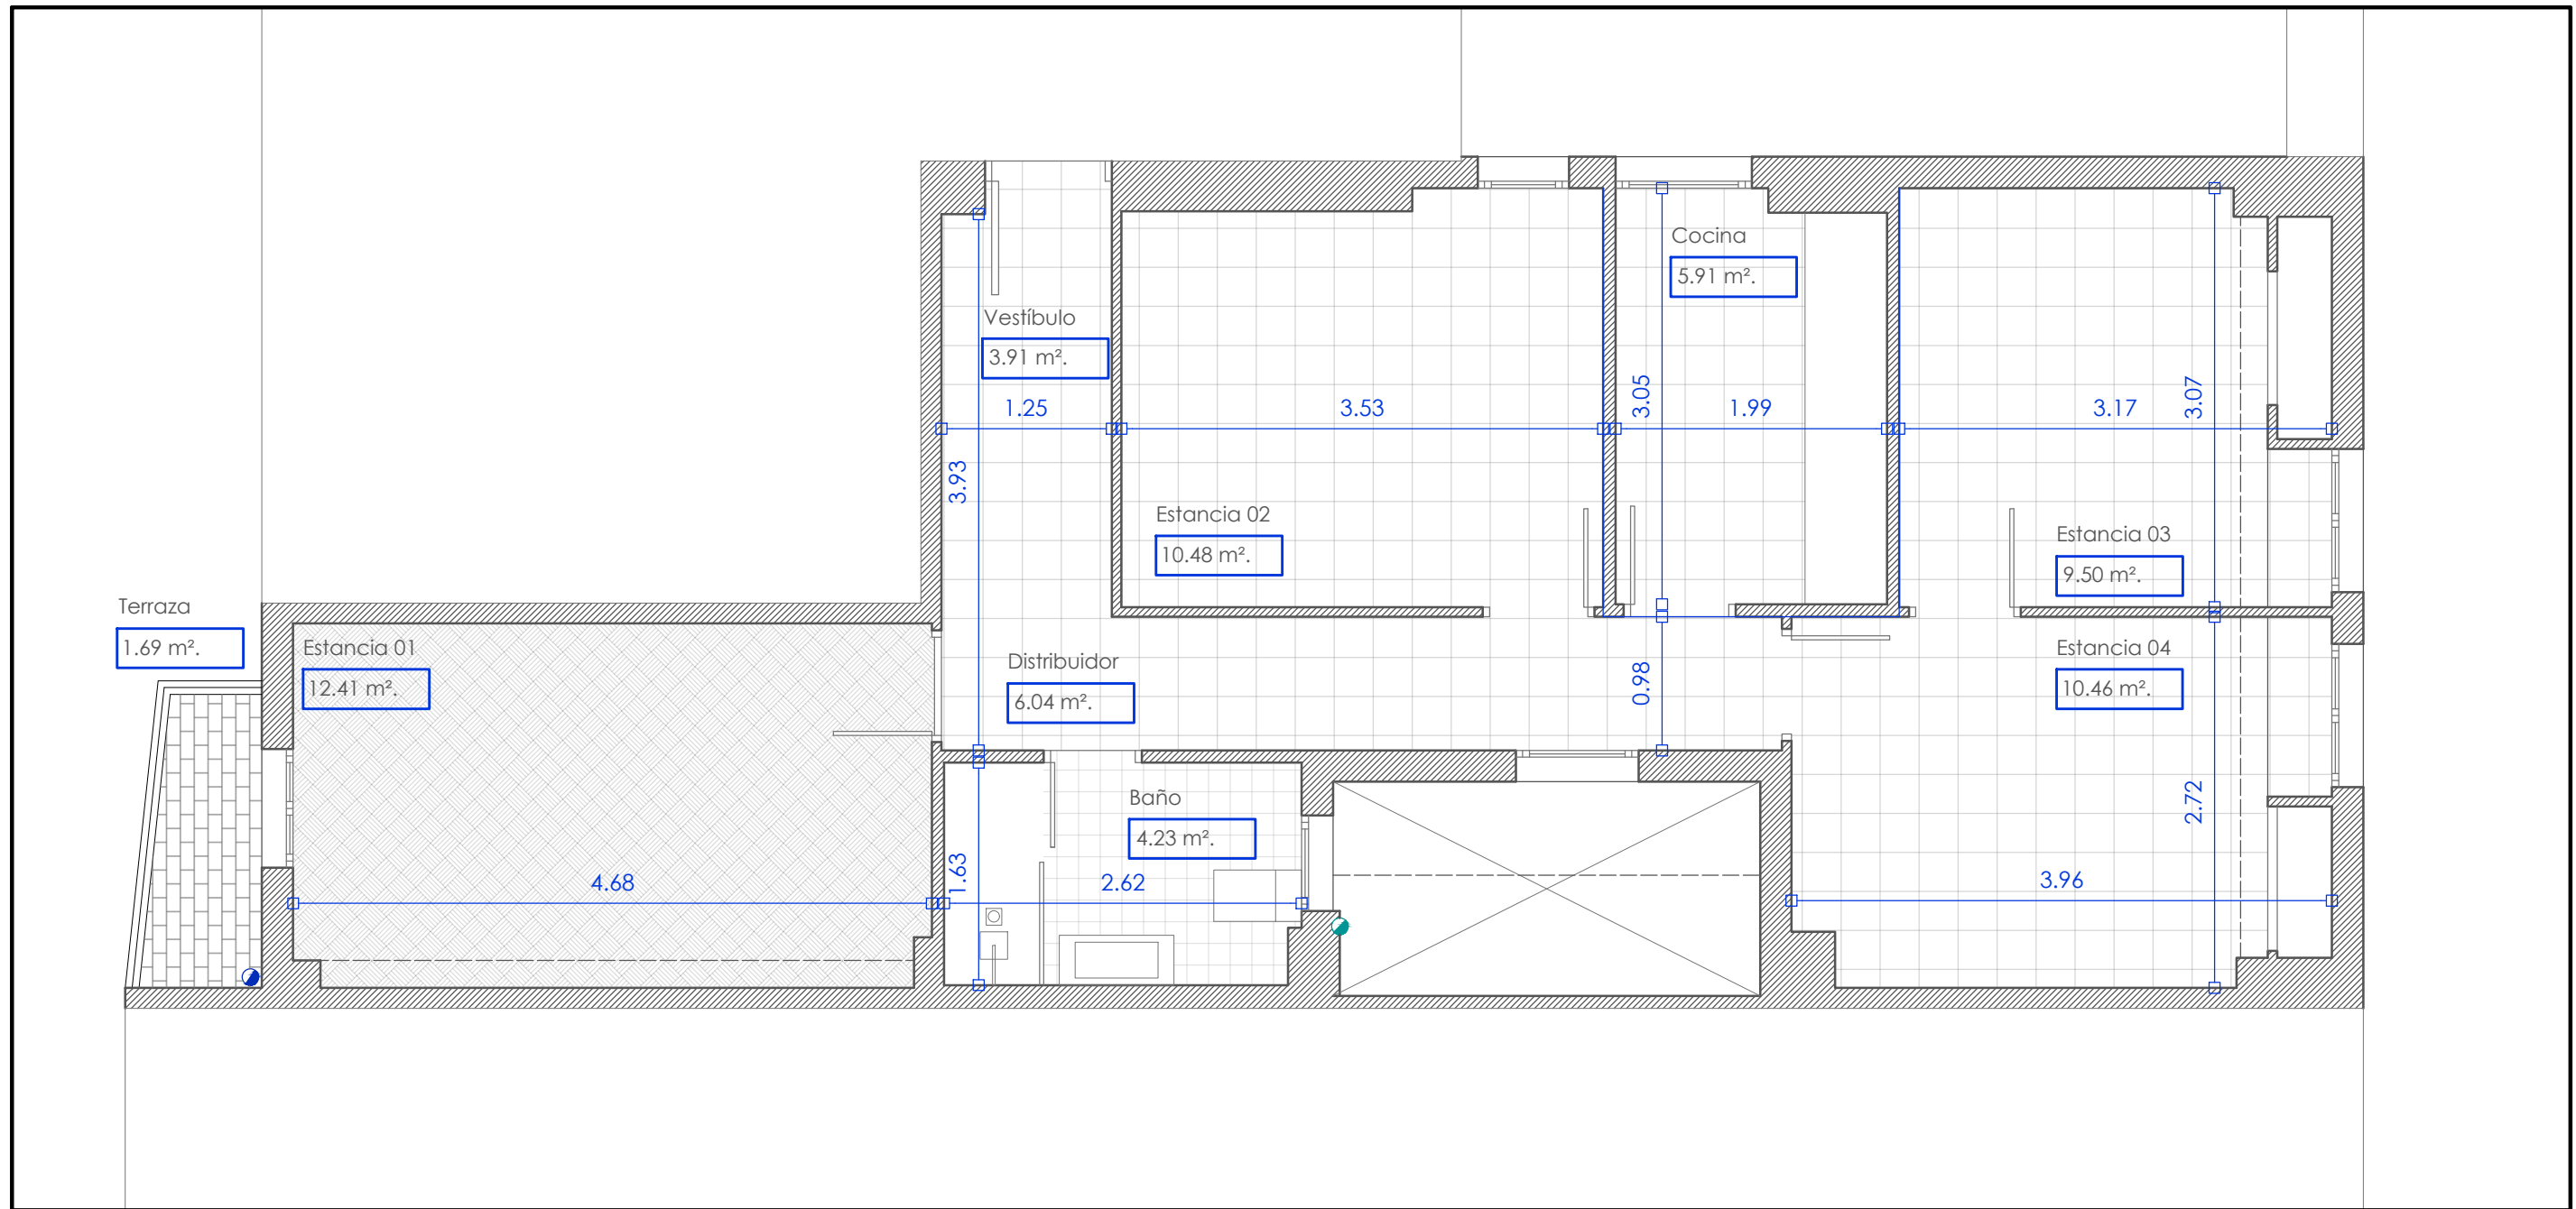 Cocina
5.91 m².
Vestíbulo
3.91 m².
1.25
3.53
3.05
1.99
3.17
3.07
3.93
Estancia 02
10.48 m².
Estancia 03
9.50 m².
Terraza
1.69 m².
Estancia 01
12.41 m².
Distribuidor
6.04 m².
0.98
Estancia 04
10.46 m².
Baño
4.23 m².
2.72
4.68
1.63
2.62
3.96